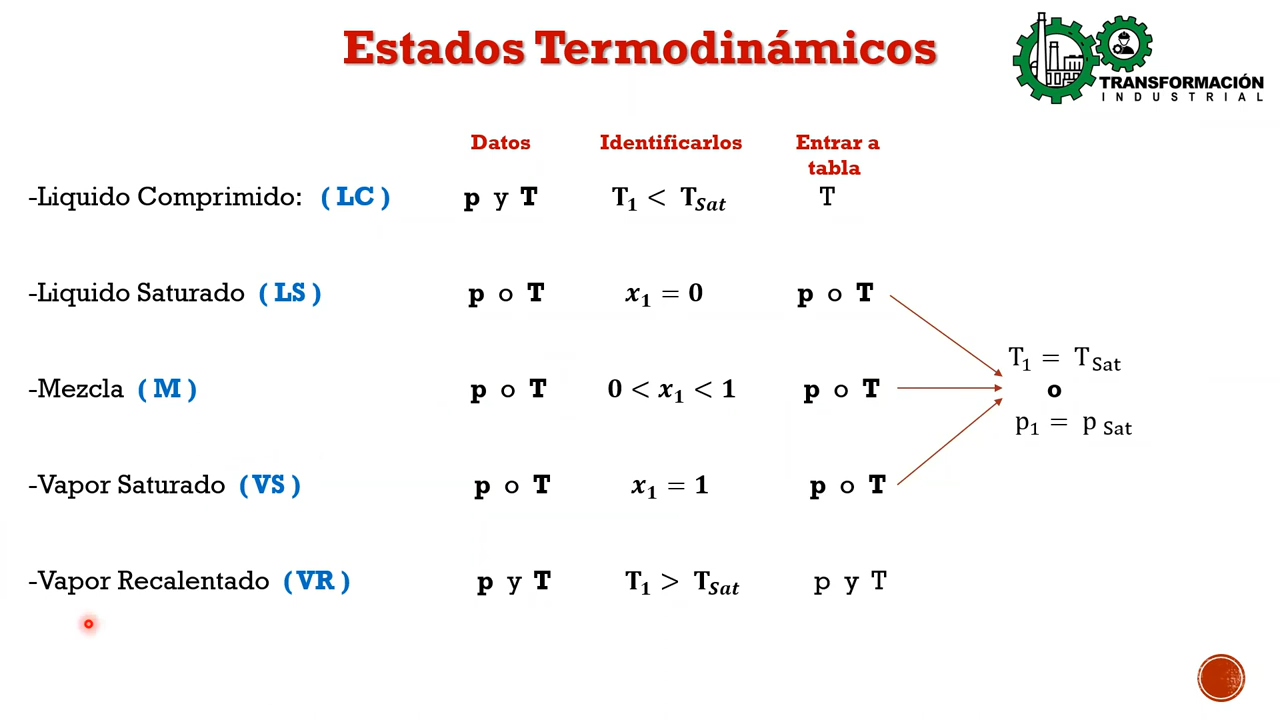 Estados Termodinámicos
TRANSFORMACIÓN
INDUSTRIAL
Datos Identificarlos Entrar a
tabla
-Liquido Comprimido: ( LC ) p y T T₁ < T_Sat T
-Liquido Saturado ( LS ) p o T x₁ = 0 p o T
T₁ = T_Sat
-Mezcla ( M ) p o T 0 < x₁ < 1 p o T o
p₁ = p_Sat
-Vapor Saturado ( VS ) p o T x₁ = 1 p o T
-Vapor Recalentado ( VR ) p y T T₁ > T_Sat p y T